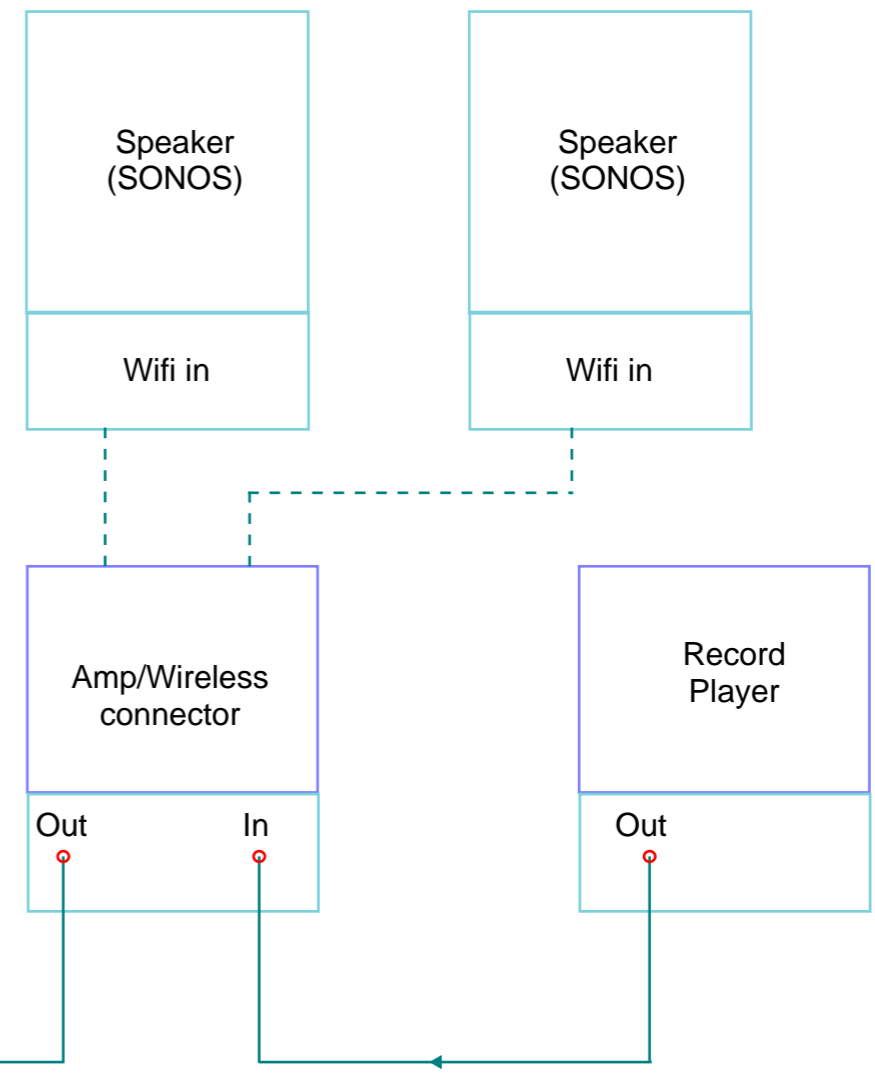 Speaker
(SONOS)
Speaker
(SONOS)
Wifi in
Wifi in
Amp/Wireless
connector
Record
Player
Out
In
Out